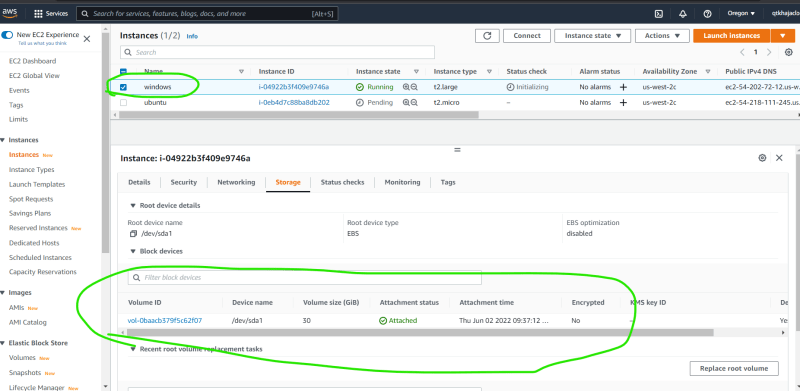 aws
Services
Search for services, features, blogs, docs, and more
[Alt+S]
Oregon
qtkhajaclo
New EC2 Experience
Tell us what you think
EC2 Dashboard
EC2 Global View
Events
Tags
Limits
Instances
Instances New
Instance Types
Launch Templates
Spot Requests
Savings Plans
Reserved Instances New
Dedicated Hosts
Scheduled Instances
Capacity Reservations
Images
AMIs New
AMI Catalog
Elastic Block Store
Volumes New
Snapshots New
Lifecycle Manager New
Instances (1/2) Info
Connect
Instance state
Actions
Launch instances
Search
1
Name Instance ID Instance state Instance type Status check Alarm status Availability Zone Public IPv4 DNS
windows i-04922b3f409e9746a Running t2.large Initializing No alarms + us-west-2c ec2-54-202-72-12.us-w
ubuntu i-0eb4d7c88ba8db202 Pending t2.micro – No alarms + us-west-2c ec2-54-218-111-245.us
Instance: i-04922b3f409e9746a
Details Security Networking Storage Status checks Monitoring Tags
Root device details
Root device name Root device type EBS optimization
/dev/sda1 EBS disabled
Block devices
Filter block devices
Volume ID Device name Volume size (GiB) Attachment status Attachment time Encrypted KMS key ID De
vol-0baacb379f5c62f07 /dev/sda1 30 Attached Thu Jun 02 2022 09:37:12 ... No – Ye
Recent root volume replacement tasks
Replace root volume